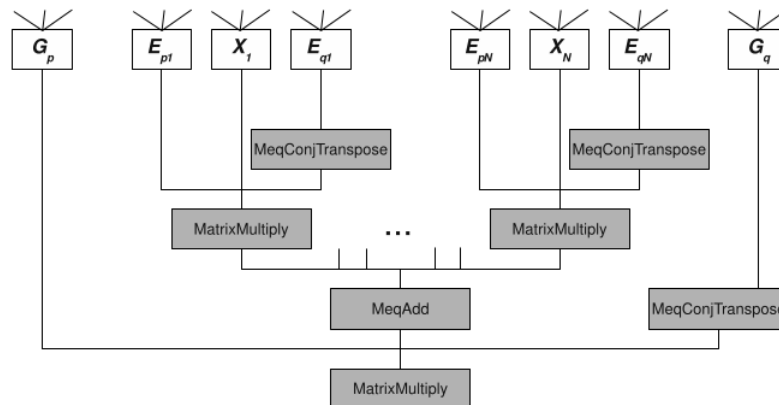 G_p E_p1 X_1 E_q1 E_pN X_N E_qN G_q
MeqConjTranspose MeqConjTranspose
MatrixMultiply ... MatrixMultiply
MeqAdd MeqConjTranspose
MatrixMultiply